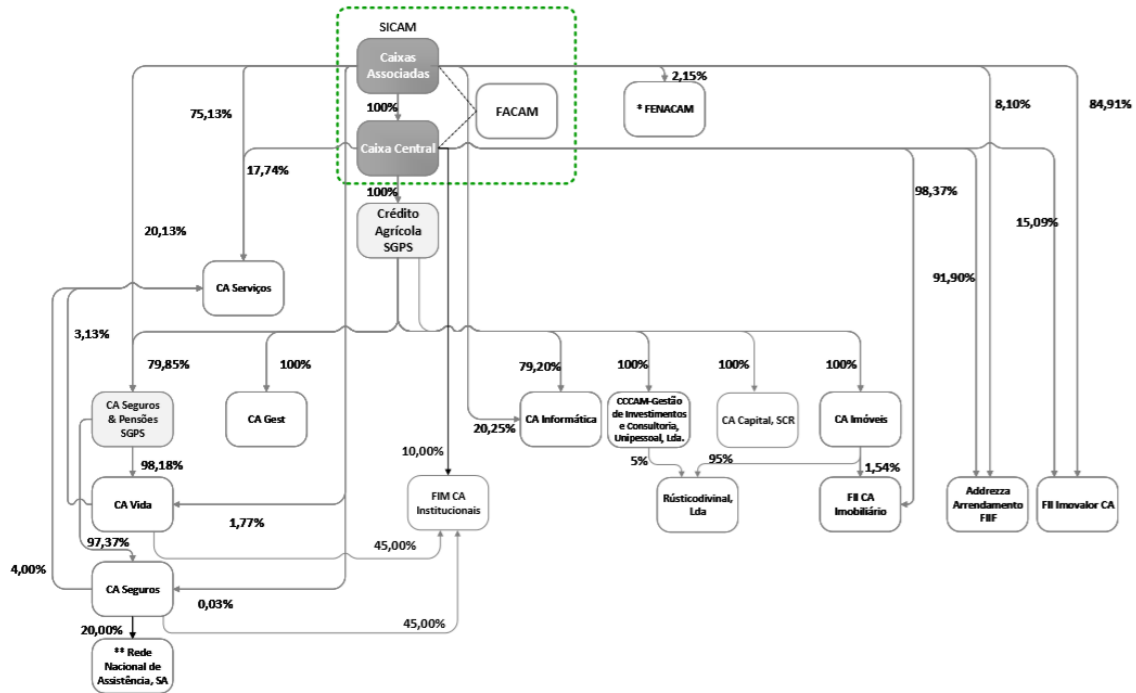 SICAM
Caixas
Associadas
2,15%
100%
FACAM
* FENACAM
8,10%
84,91%
75,13%
Caixa Central
17,74%
100%
98,37%
Crédito
Agrícola
SGPS
20,13%
15,09%
CA Serviços
91,90%
3,13%
79,85%
100%
79,20%
100%
100%
100%
CA Seguros
& Pensões
SGPS
CA Gest
CA Informática
CCCAM-Gestão
de Investimentos
e Consultoria,
Unipessoal, Lda.
CA Capital, SCR
CA Imóveis
20,25%
10,00%
5%
95%
98,18%
1,54%
CA Vida
FIM CA
Institucionais
Rústicodivinal,
Lda
FII CA
Imobiliário
Addrezza
Arrendamento
FIIF
FII Imovalor CA
1,77%
97,37%
45,00%
4,00%
CA Seguros
0,03%
20,00%
45,00%
** Rede
Nacional de
Assistência, SA